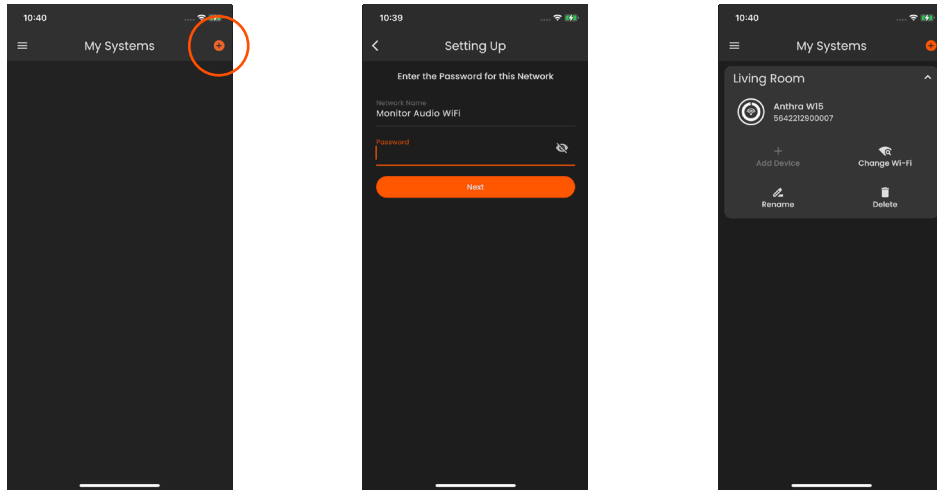 10:40
My Systems
10:39
Setting Up
Enter the Password for this Network
Network Name
Monitor Audio WiFi
Password
Next
10:40
My Systems
Living Room
Anthra W15
5642212900007
Add Device
Change Wi-Fi
Rename
Delete